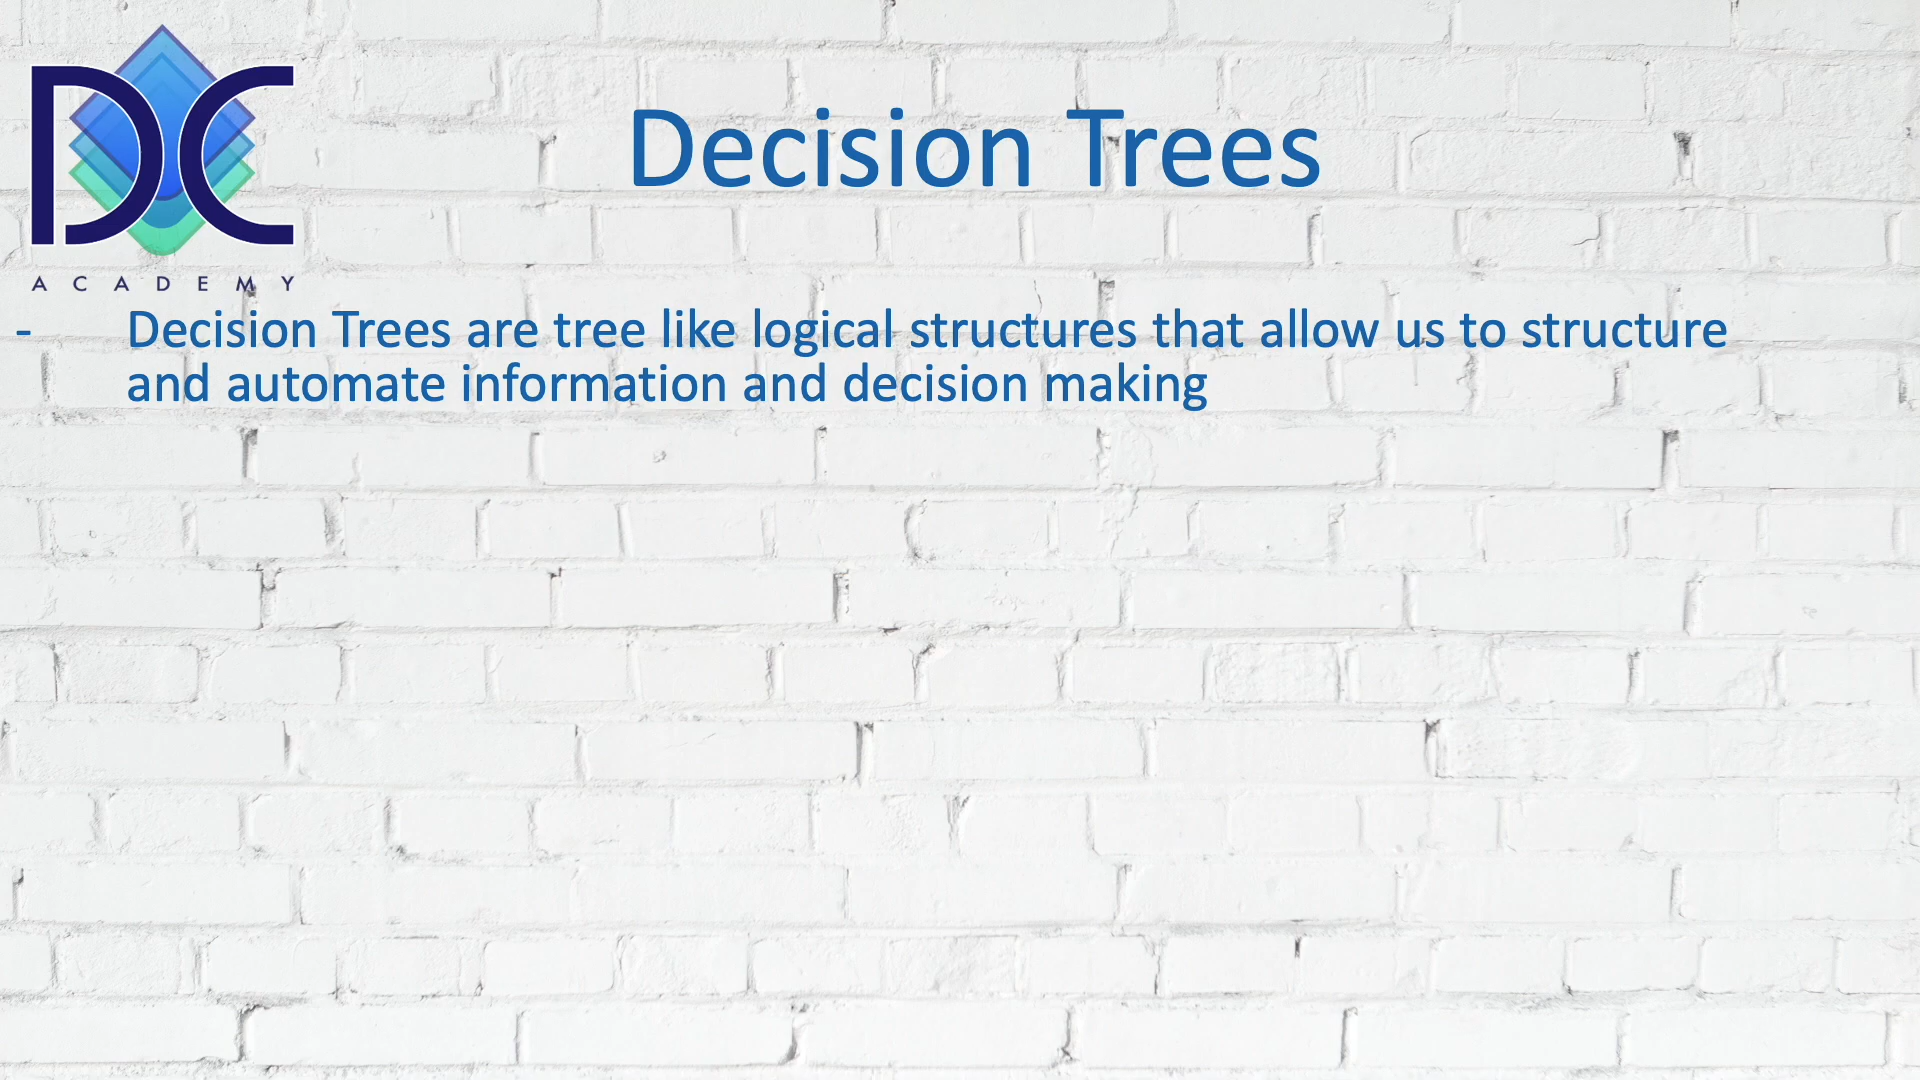 DC
ACADEMY
Decision Trees
- Decision Trees are tree like logical structures that allow us to structure
and automate information and decision making